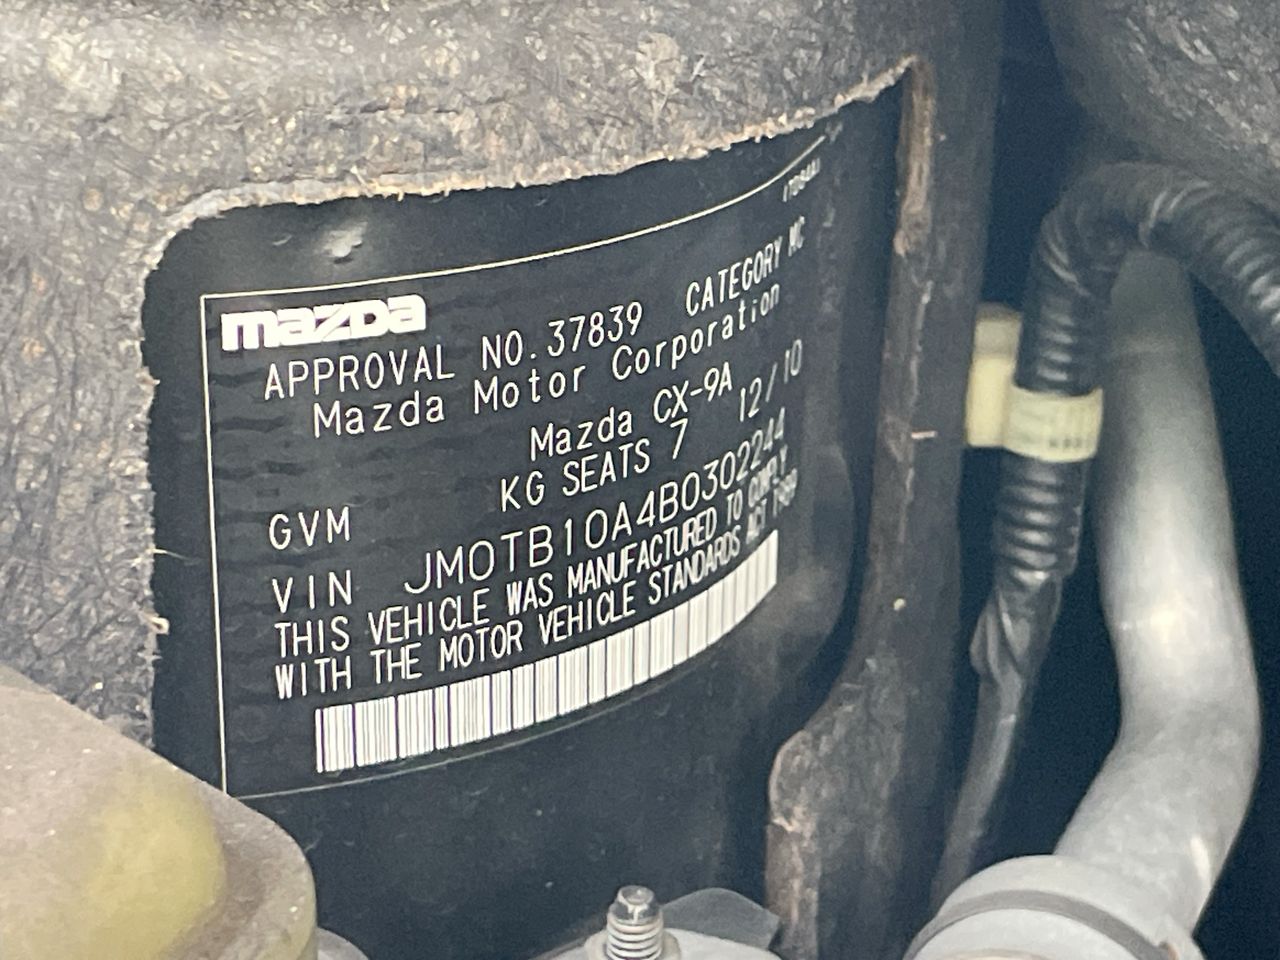 mazda
APPROVAL NO. 37839 CATEGORY MC
Mazda Motor Corporation
Mazda CX-9A
GVM KG SEATS 7 12/10
VIN JM0TB10A4B0302244
THIS VEHICLE WAS MANUFACTURED TO COMPLY
WITH THE MOTOR VEHICLE STANDARDS ACT 1989